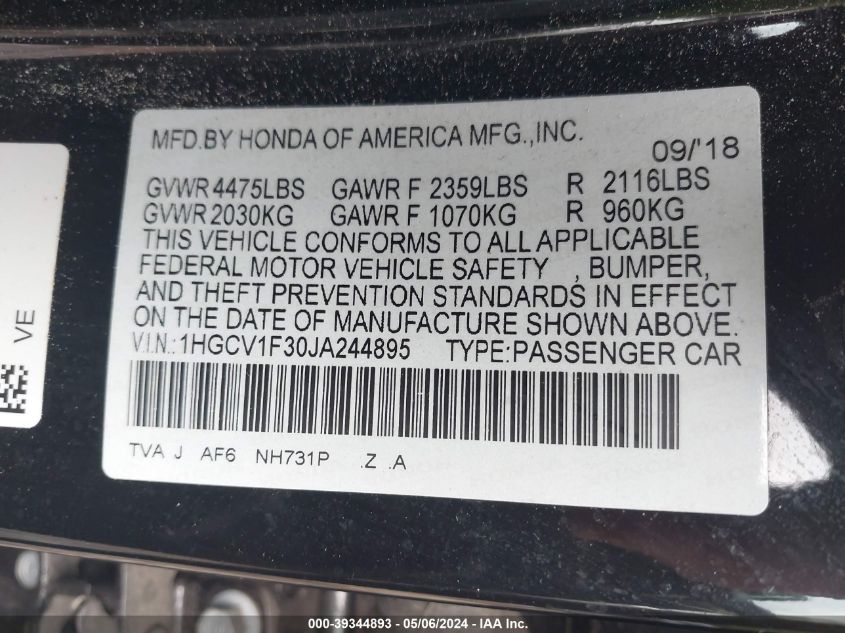 MFD.BY HONDA OF AMERICA MFG.,INC.
09/'18
GVWR 4475LBS GAWR F 2359LBS R 2116LBS
GVWR 2030KG GAWR F 1070KG R 960KG
THIS VEHICLE CONFORMS TO ALL APPLICABLE
FEDERAL MOTOR VEHICLE SAFETY , BUMPER,
AND THEFT PREVENTION STANDARDS IN EFFECT
ON THE DATE OF MANUFACTURE SHOWN ABOVE.
V.I.N.:1HGCV1F30JA244895 TYPE:PASSENGER CAR
TVA J AF6 NH731P .Z .A
VE
000-39344893 - 05/06/2024 - IAA Inc.